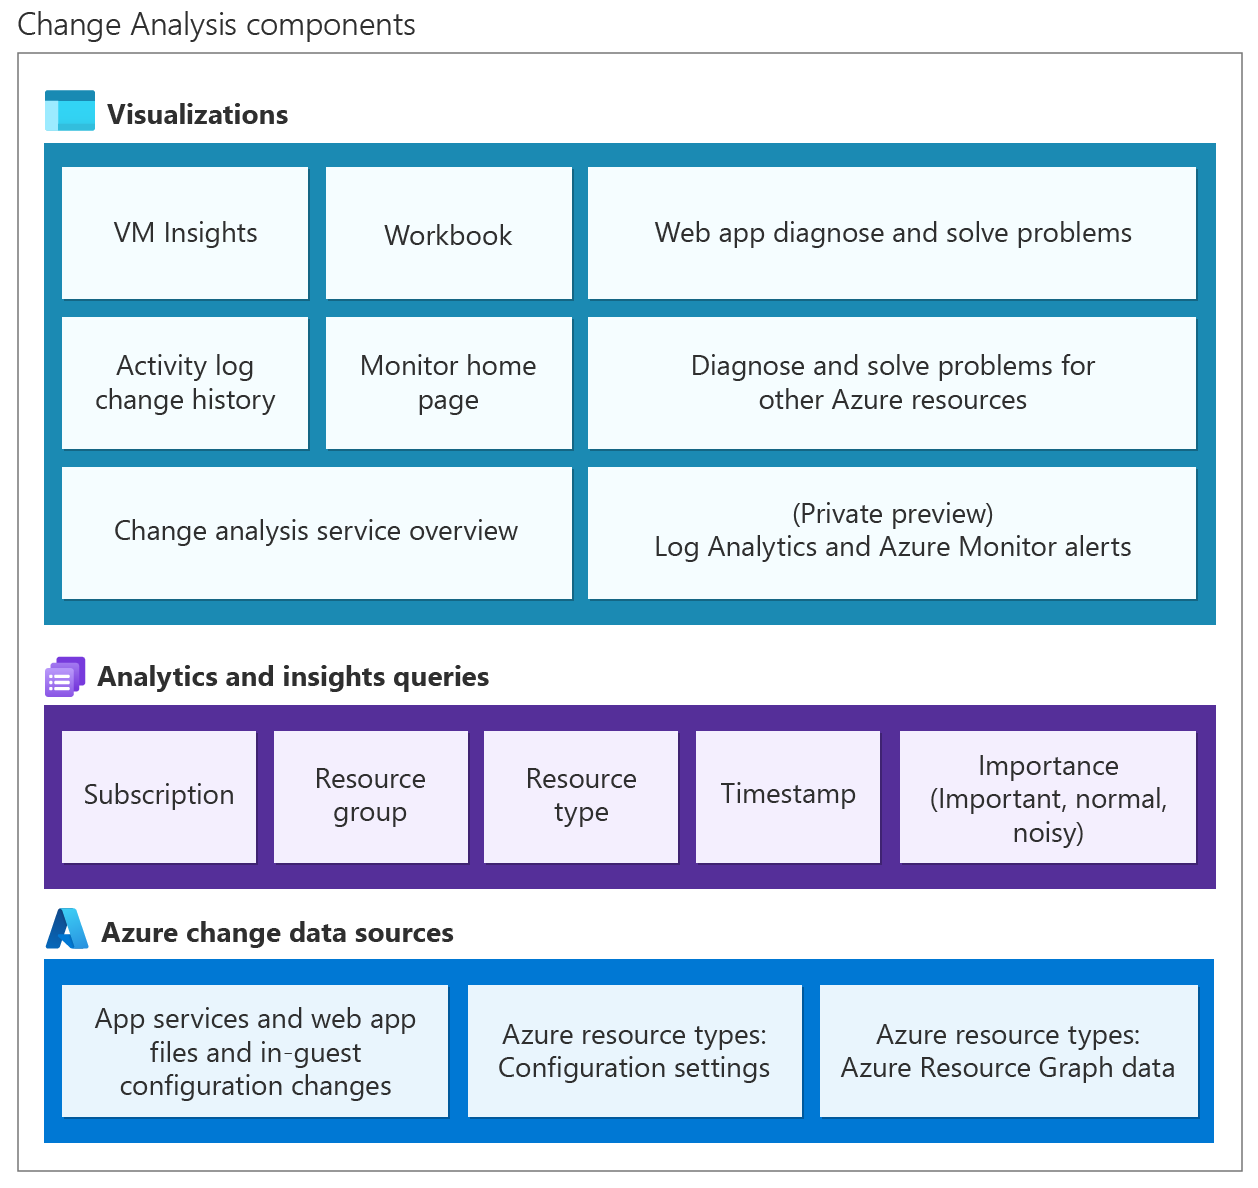 Change Analysis components
Visualizations
VM Insights
Workbook
Web app diagnose and solve problems
Activity log
change history
Monitor home
page
Diagnose and solve problems for
other Azure resources
Change analysis service overview
(Private preview)
Log Analytics and Azure Monitor alerts
Analytics and insights queries
Subscription
Resource
group
Resource
type
Timestamp
Importance
(Important, normal,
noisy)
Azure change data sources
App services and web app
files and in-guest
configuration changes
Azure resource types:
Configuration settings
Azure resource types:
Azure Resource Graph data